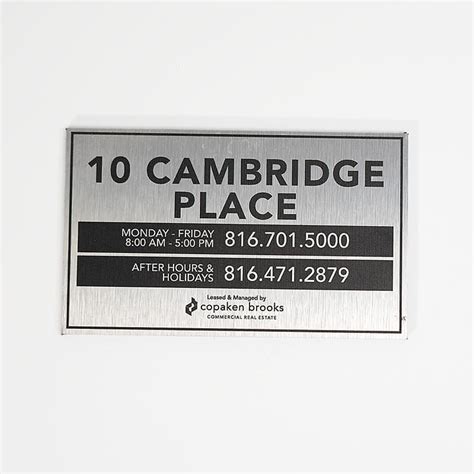 10 CAMBRIDGE
PLACE
MONDAY - FRIDAY
8:00 AM - 5:00 PM
816.701.5000
AFTER HOURS &
HOLIDAYS
816.471.2879
Leased & Managed by
copaken brooks
COMMERCIAL REAL ESTATE